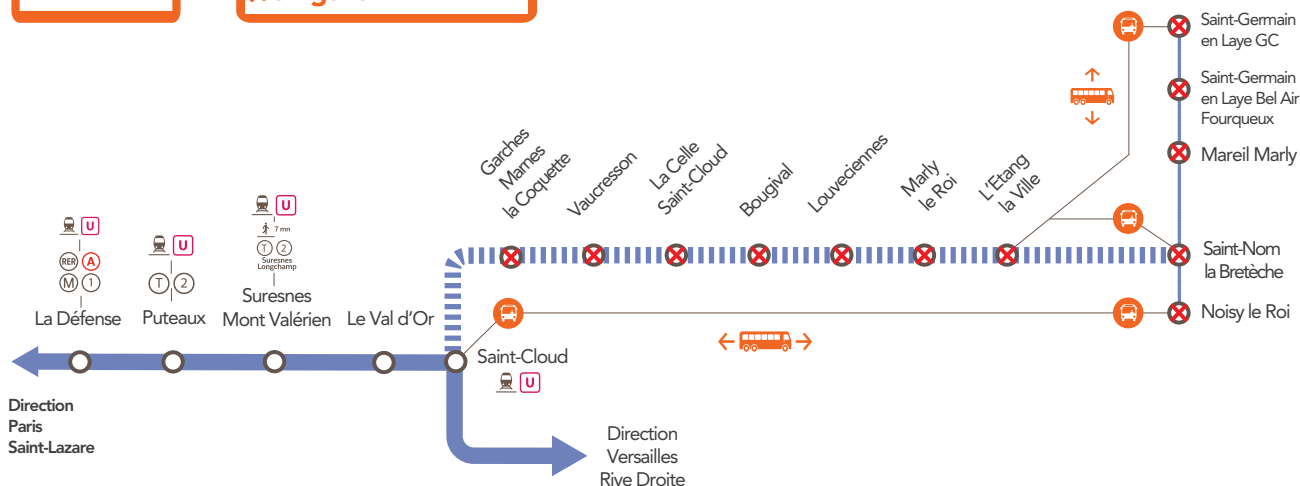 Saint-Germain
en Laye GC
Saint-Germain
en Laye Bel Air
Fourqueux
Mareil Marly
Garches
Marnes
la Coquette
Vaucresson
La Celle
Saint-Cloud
Bougival
Louveciennes
Marly
le Roi
L'Etang
la Ville
Saint-Nom
la Bretèche
Noisy le Roi
U
RER A
M 1
La Défense
U
T 2
Puteaux
U
7 mn
T 2
Suresnes
Longchamp
Suresnes
Mont Valérien
Le Val d'Or
Saint-Cloud
U
Direction
Paris
Saint-Lazare
Direction
Versailles
Rive Droite